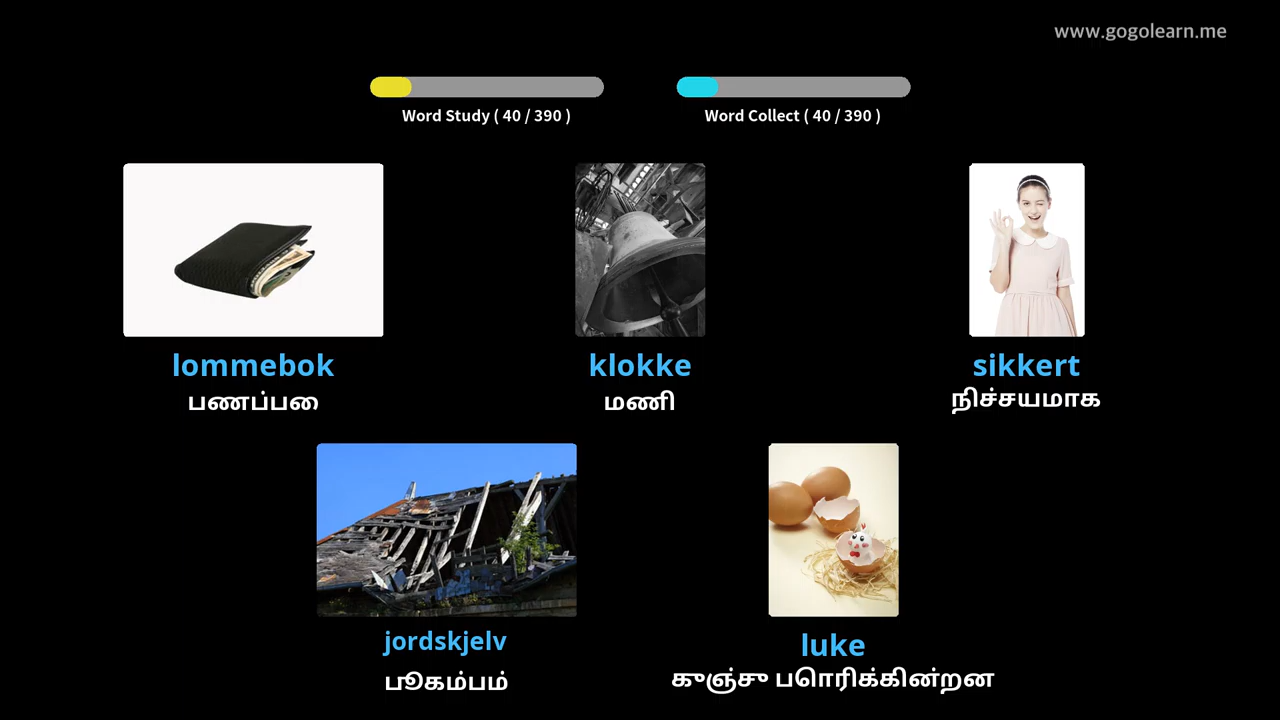 www.gogolearn.me
Word Study ( 40 / 390 )
Word Collect ( 40 / 390 )
lommebok
பணப்பை
klokke
மணி
sikkert
நிச்சயமாக
jordskjelv
பூகம்பம்
luke
குஞ்சு பொரிக்கின்றன